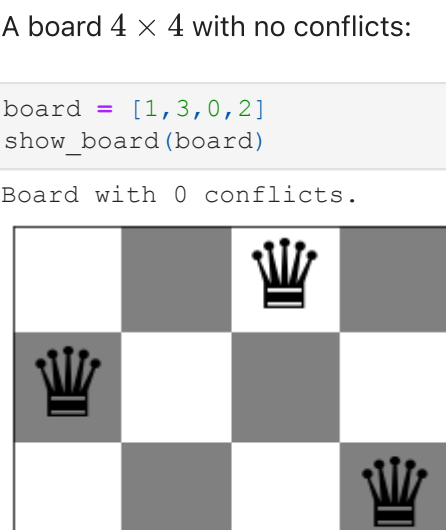 A board 4 × 4 with no conflicts:
board = [1,3,0,2]
show_board(board)
Board with 0 conflicts.